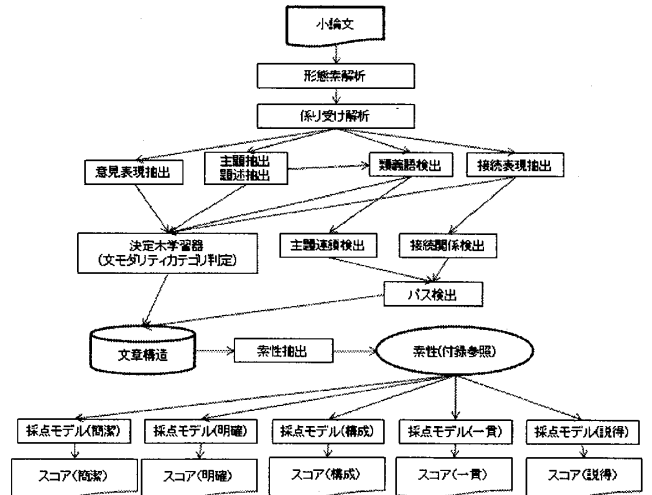 小論文
形態素解析
係り受け解析
意見表現抽出
主題抽出
題述抽出
類義語検出
接続表現抽出
決定木学習器
(文モダリティカテゴリ判定)
主題連鎖検出
接続関係検出
パス検出
文章構造
素性抽出
素性(付録参照)
採点モデル(簡潔)
採点モデル(明確)
採点モデル(構成)
採点モデル(一貫)
採点モデル(説得)
スコア(簡潔)
スコア(明確)
スコア(構成)
スコア(一貫)
スコア(説得)